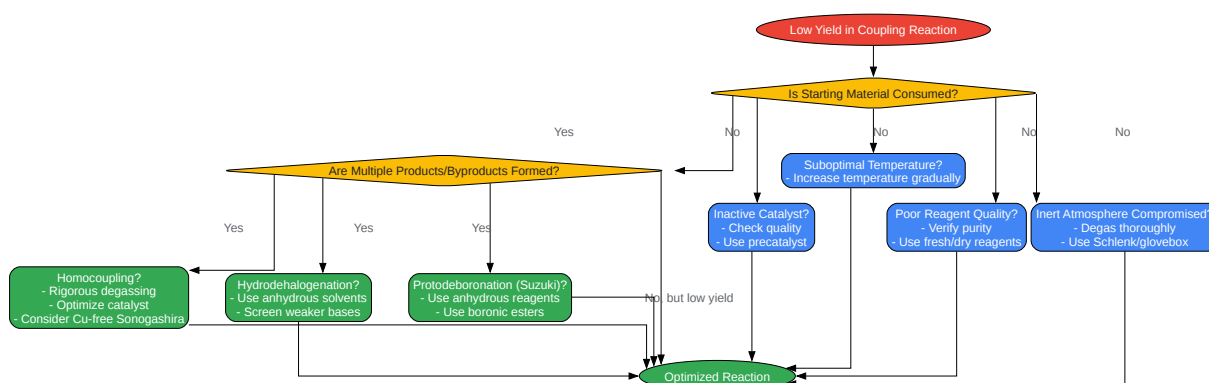 Low Yield in Coupling Reaction
Is Starting Material Consumed?
Yes
No
No
No
No
Are Multiple Products/Byproducts Formed?
Suboptimal Temperature?
- Increase temperature gradually
Inactive Catalyst?
- Check quality
- Use precatalyst
Poor Reagent Quality?
- Verify purity
- Use fresh/dry reagents
Inert Atmosphere Compromised?
- Degas thoroughly
- Use Schlenk/glovebox
Yes
Yes
Yes
Homocoupling?
- Rigorous degassing
- Optimize catalyst
- Consider Cu-free Sonogashira
Hydrodehalogenation?
- Use anhydrous solvents
- Screen weaker bases
Protodeboronation (Suzuki)?
- Use anhydrous reagents
- Use boronic esters
No, but low yield
Optimized Reaction